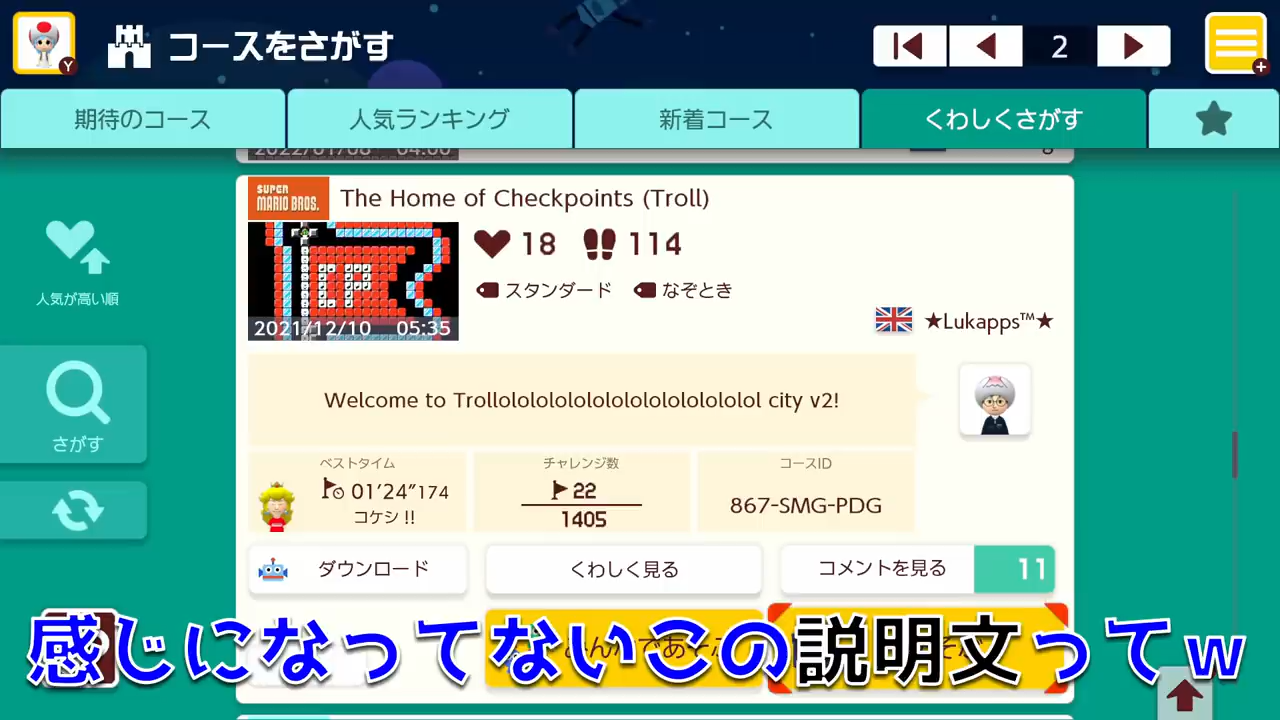 コースをさがす
2
Y
+
期待のコース
人気ランキング
新着コース
くわしくさがす
2022/01/08 04:00
8
SUPER MARIO BROS.
The Home of Checkpoints (Troll)
18
114
スタンダード
なぞとき
2021/12/10 05:35
★Lukapps™★
人気が高い順
Welcome to Trollolololololololololololololol city v2!
さがす
ベストタイム
01'24"174
コケシ !!
チャレンジ数
22
1405
コースID
867-SMG-PDG
ダウンロード
くわしく見る
コメントを見る
11
感じになってないこの説明文ってw